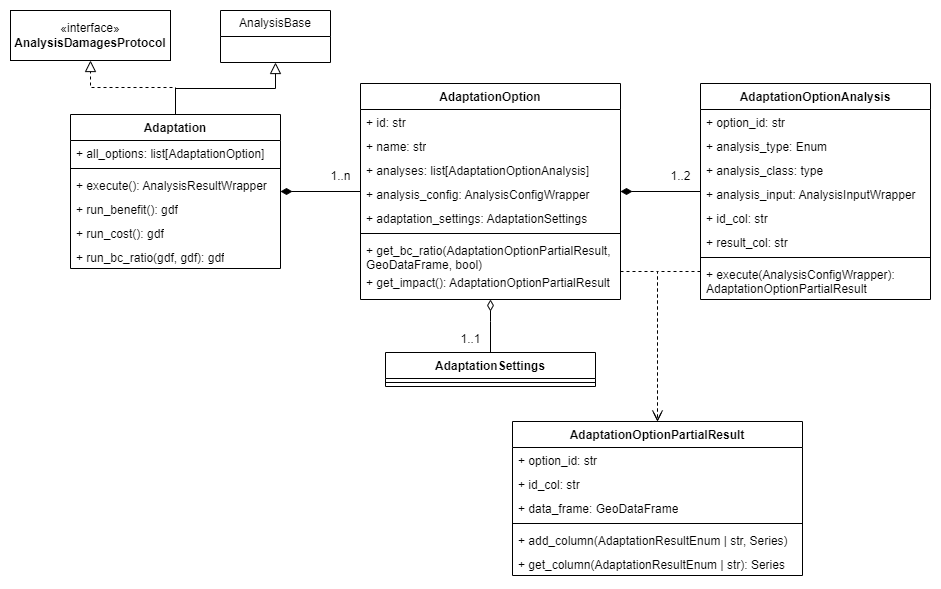 «interface»
AnalysisDamagesProtocol
AnalysisBase
Adaptation
+ all_options: list[AdaptationOption]
+ execute(): AnalysisResultWrapper
+ run_benefit(): gdf
+ run_cost(): gdf
+ run_bc_ratio(gdf, gdf): gdf
1..n
AdaptationOption
+ id: str
+ name: str
+ analyses: list[AdaptationOptionAnalysis]
+ analysis_config: AnalysisConfigWrapper
+ adaptation_settings: AdaptationSettings
+ get_bc_ratio(AdaptationOptionPartialResult,
GeoDataFrame, bool)
+ get_impact(): AdaptationOptionPartialResult
1..2
AdaptationOptionAnalysis
+ option_id: str
+ analysis_type: Enum
+ analysis_class: type
+ analysis_input: AnalysisInputWrapper
+ id_col: str
+ result_col: str
+ execute(AnalysisConfigWrapper):
AdaptationOptionPartialResult
1..1
AdaptationSettings
AdaptationOptionPartialResult
+ option_id: str
+ id_col: str
+ data_frame: GeoDataFrame
+ add_column(AdaptationResultEnum | str, Series)
+ get_column(AdaptationResultEnum | str): Series